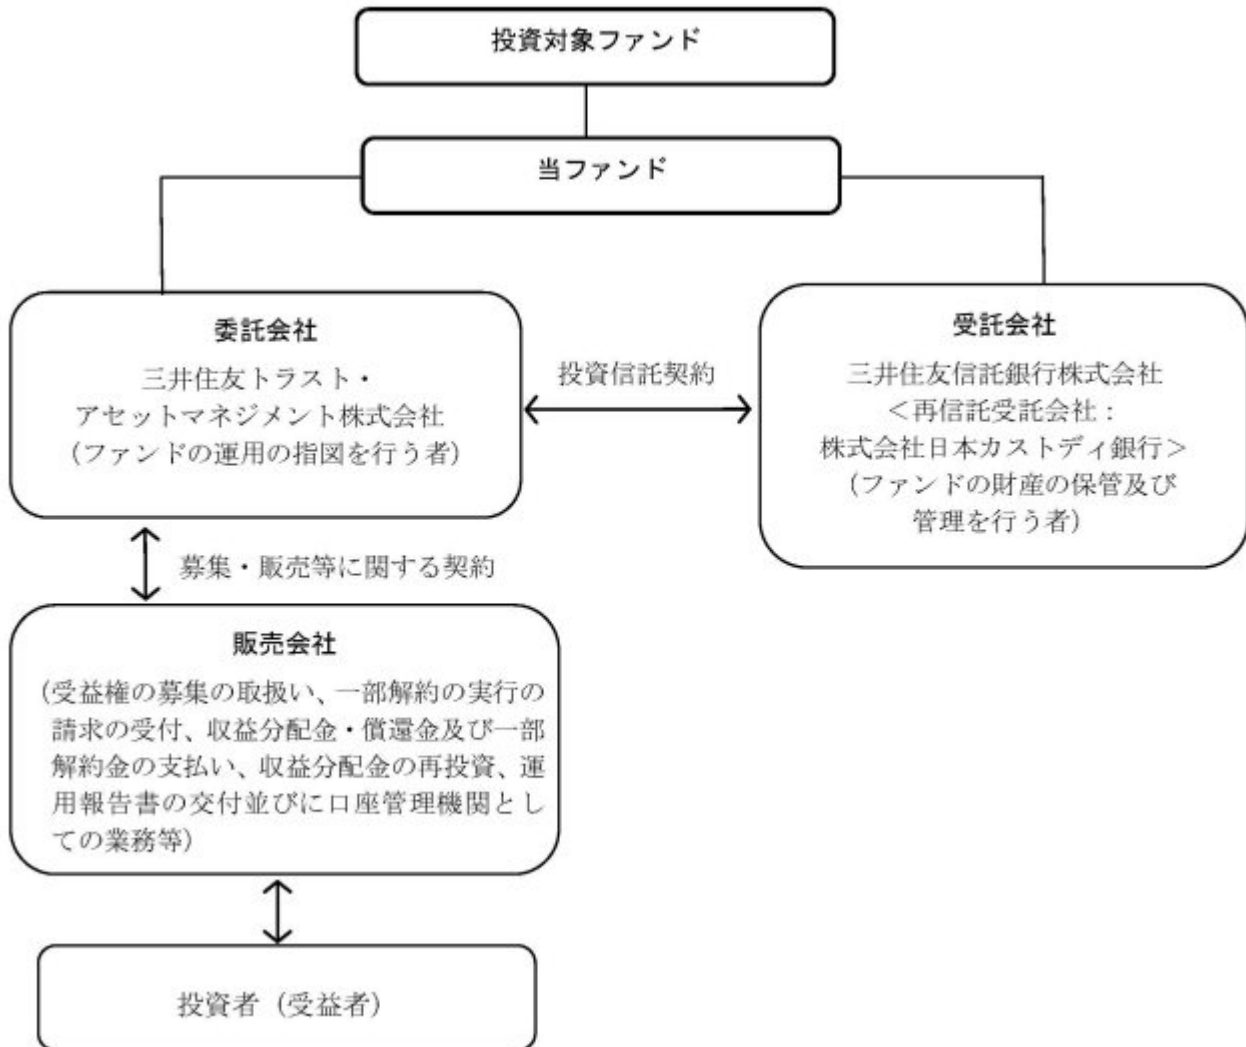 投資対象ファンド
当ファンド
委託会社
三井住友トラスト・
アセットマネジメント株式会社
（ファンドの運用の指図を行う者）
投資信託契約
受託会社
三井住友信託銀行株式会社
＜再信託受託会社：
株式会社日本カストディ銀行＞
（ファンドの財産の保管及び
管理を行う者）
募集・販売等に関する契約
販売会社
（受益権の募集の取扱い、一部解約の実行の
請求の受付、収益分配金・償還金及び一部
解約金の支払い、収益分配金の再投資、運
用報告書の交付並びに口座管理機関とし
ての業務等）
投資者（受益者）